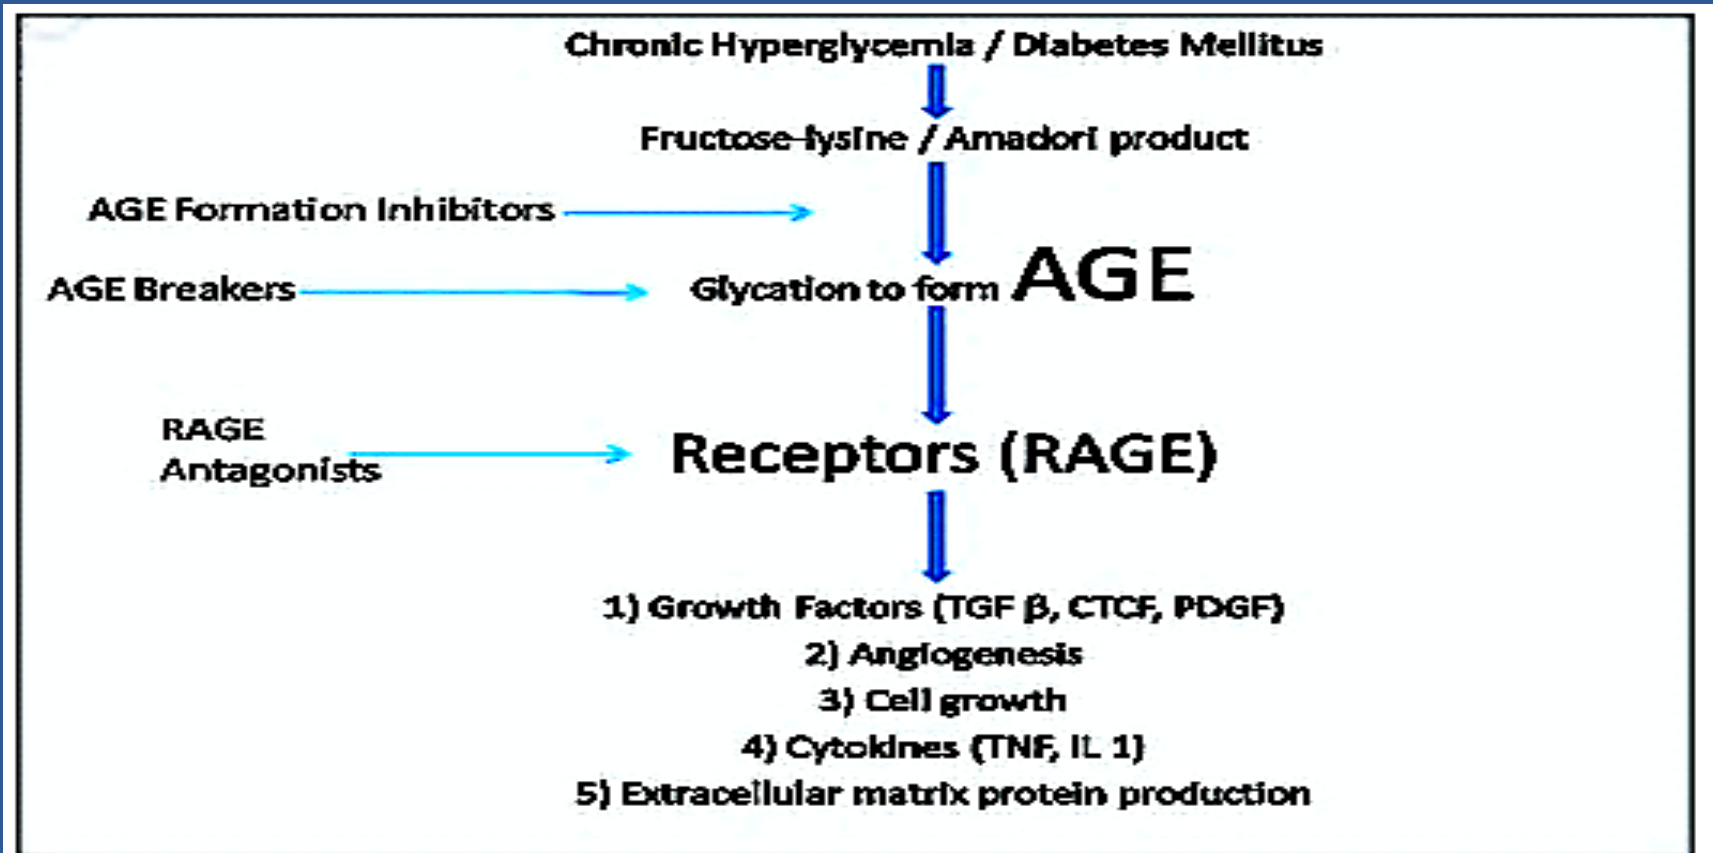 Chronic Hyperglycemia / Diabetes Mellitus
Fructose-lysine / Amadori product
AGE Formation Inhibitors
AGE Breakers
Glycation to form AGE
RAGE
Antagonists
Receptors (RAGE)
1) Growth Factors (TGF β, CTCF, PDGF)
2) Angiogenesis
3) Cell growth
4) Cytokines (TNF, IL 1)
5) Extracellular matrix protein production